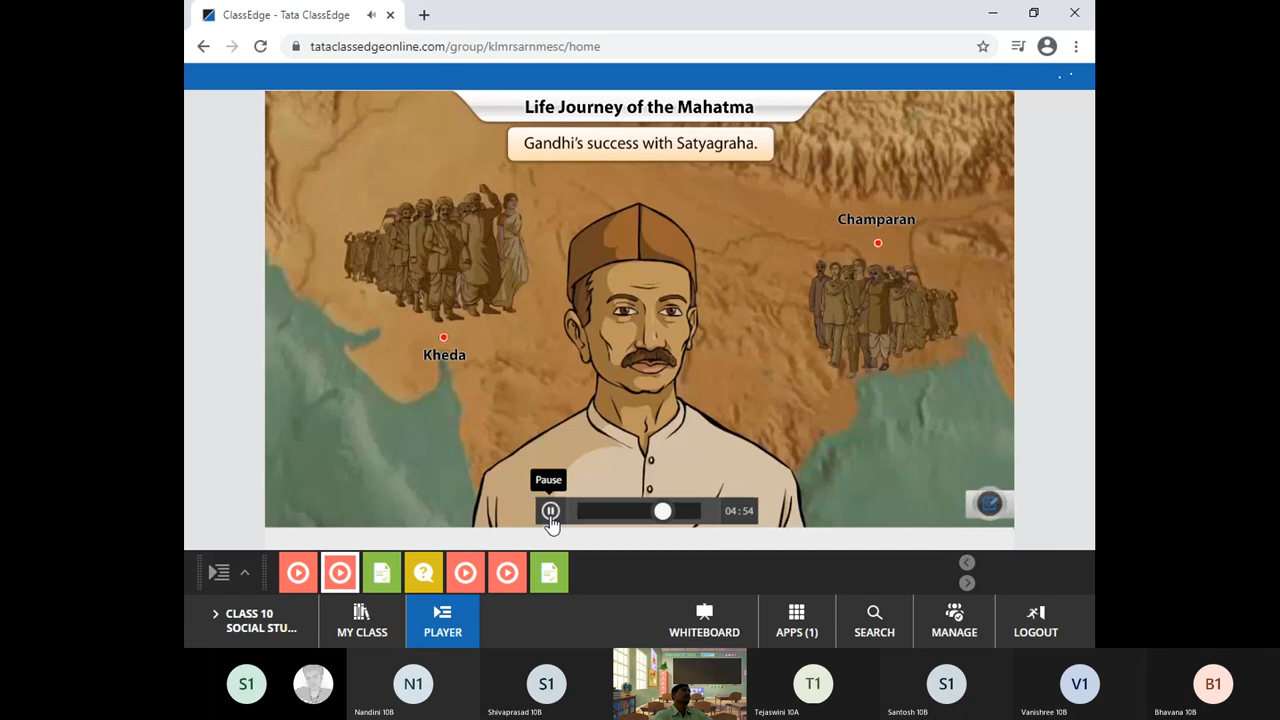 ClassEdge - Tata ClassEdge
tataclassedgeonline.com/group/klmrsarnmesc/home
Life Journey of the Mahatma
Gandhi's success with Satyagraha.
Champaran
Kheda
Pause
04:54
CLASS 10
SOCIAL STU...
MY CLASS
PLAYER
WHITEBOARD
APPS (1)
SEARCH
MANAGE
LOGOUT
S1
N1
S1
T1
S1
V1
B1
Nandini 10B
Shivaprasad 10B
Tejaswini 10A
Santosh 10B
Vanishree 10B
Bhavana 10B